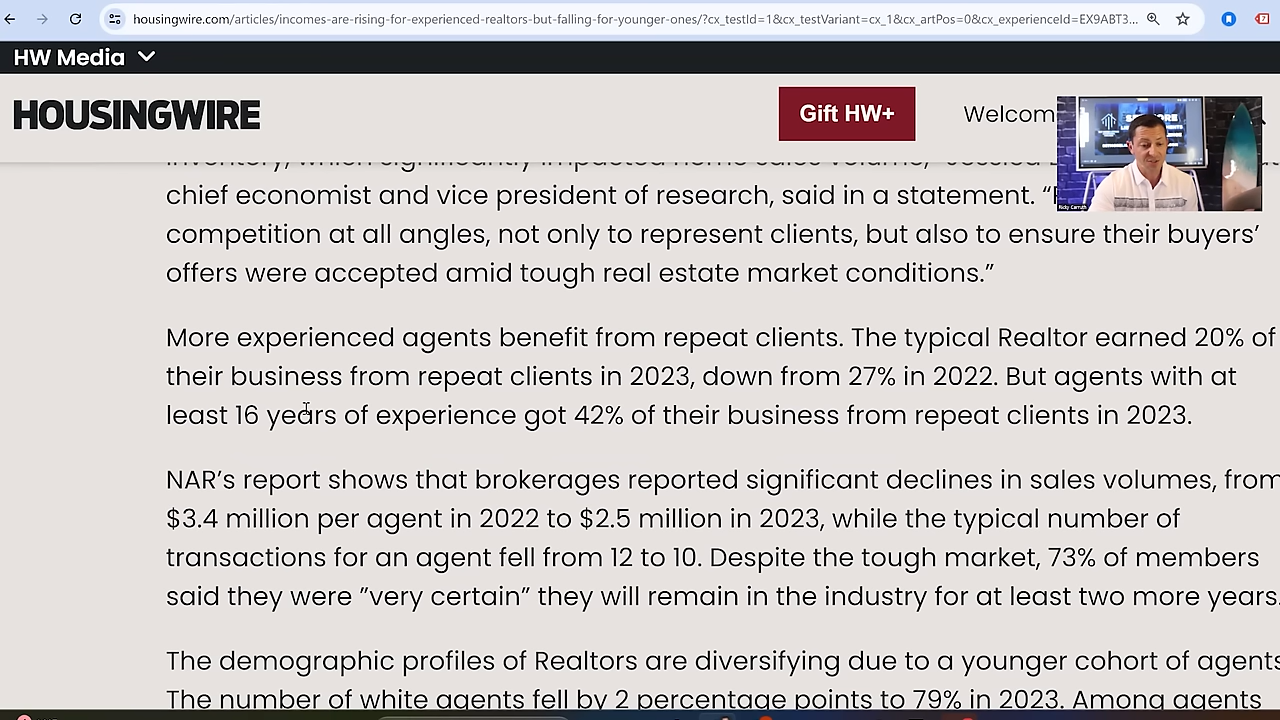 housingwire.com/articles/incomes-are-rising-for-experienced-realtors-but-falling-for-younger-ones/?cx_testId=1&cx_testVariant=cx_1&cx_artPos=0&cx_experienceId=EX9ABT3...
HW Media
HOUSINGWIRE
Gift HW+
Welcom
Nicky Carruth
chief economist and vice president of research, said in a statement. “
competition at all angles, not only to represent clients, but also to ensure their buyers’
offers were accepted amid tough real estate market conditions.”
More experienced agents benefit from repeat clients. The typical Realtor earned 20% of
their business from repeat clients in 2023, down from 27% in 2022. But agents with at
least 16 years of experience got 42% of their business from repeat clients in 2023.
NAR’s report shows that brokerages reported significant declines in sales volumes, from
$3.4 million per agent in 2022 to $2.5 million in 2023, while the typical number of
transactions for an agent fell from 12 to 10. Despite the tough market, 73% of members
said they were ”very certain” they will remain in the industry for at least two more years.
The demographic profiles of Realtors are diversifying due to a younger cohort of agents
The number of white agents fell by 2 percentage points to 79% in 2023. Among agents